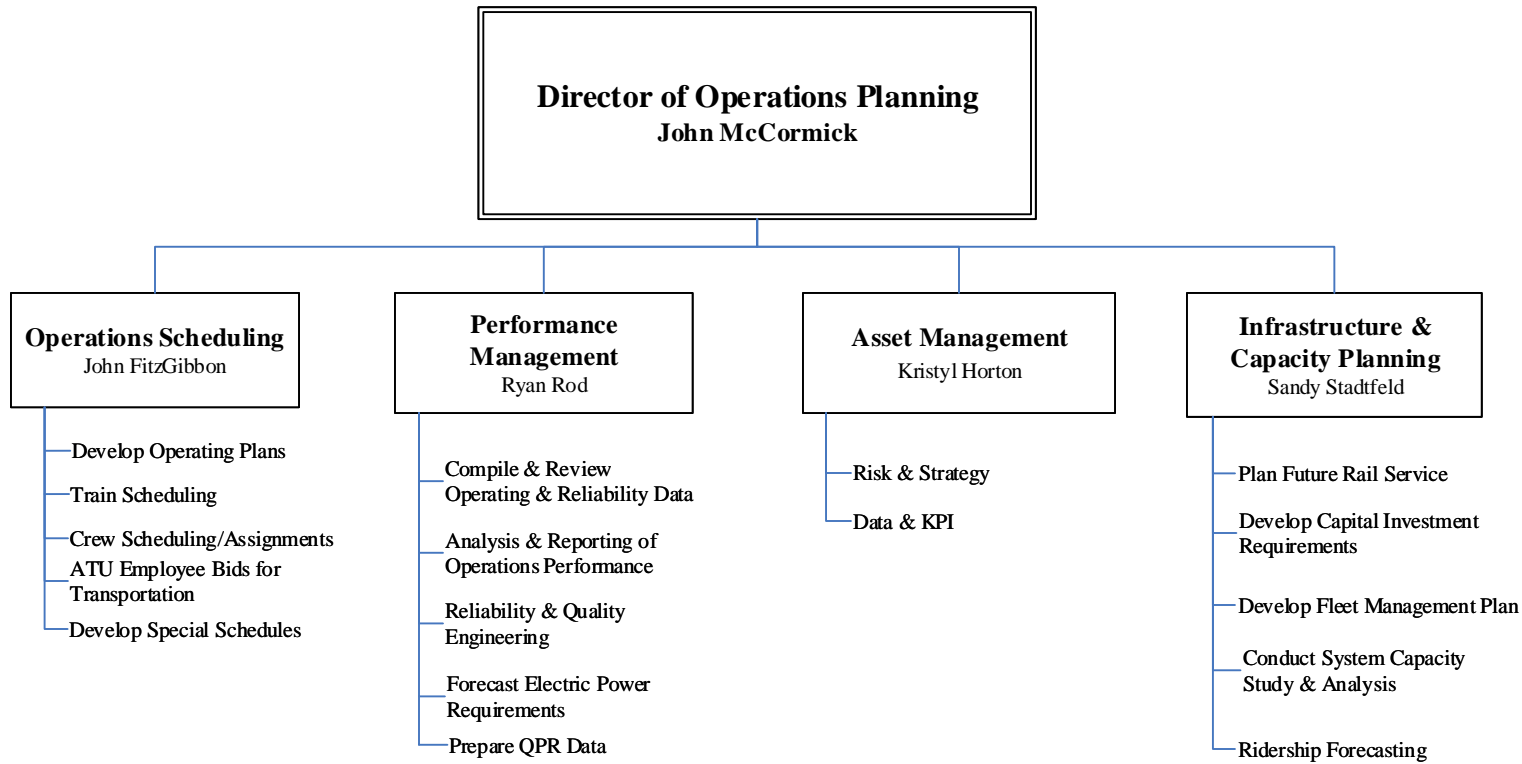 Director of Operations Planning
John McCormick
Operations Scheduling
John FitzGibbon
Develop Operating Plans
Train Scheduling
Crew Scheduling/Assignments
ATU Employee Bids for
Transportation
Develop Special Schedules
Performance
Management
Ryan Rod
Compile & Review
Operating & Reliability Data
Analysis & Reporting of
Operations Performance
Reliability & Quality
Engineering
Forecast Electric Power
Requirements
Prepare QPR Data
Asset Management
Kristyl Horton
Risk & Strategy
Data & KPI
Infrastructure &
Capacity Planning
Sandy Stadtfeld
Plan Future Rail Service
Develop Capital Investment
Requirements
Develop Fleet Management Plan
Conduct System Capacity
Study & Analysis
Ridership Forecasting